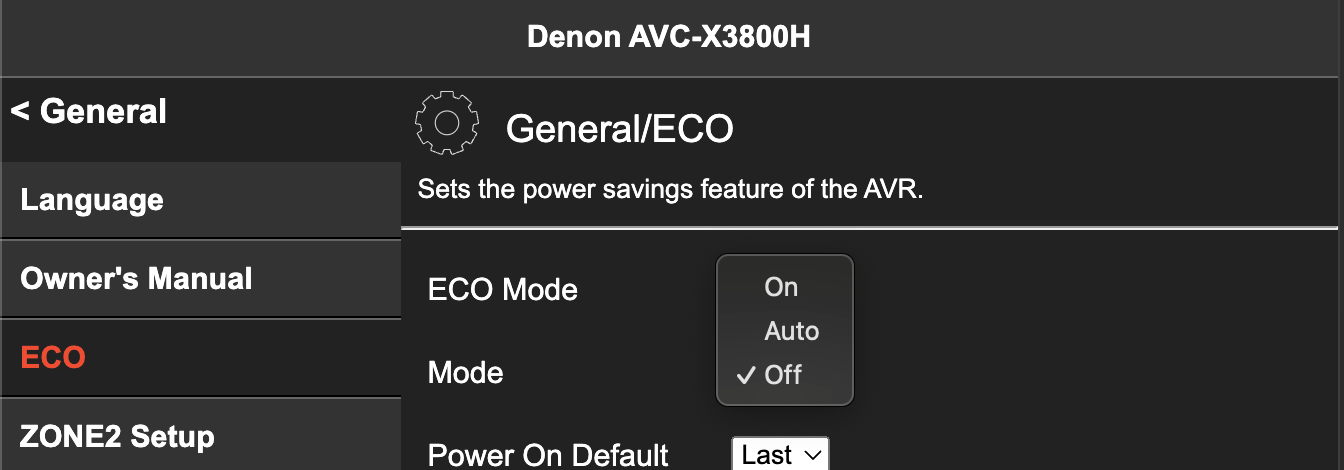 Denon AVC-X3800H
< General
Language
Owner's Manual
ECO
ZONE2 Setup
General/ECO
Sets the power savings feature of the AVR.
ECO Mode
On
Auto
✓ Off
Mode
Power On Default
Last